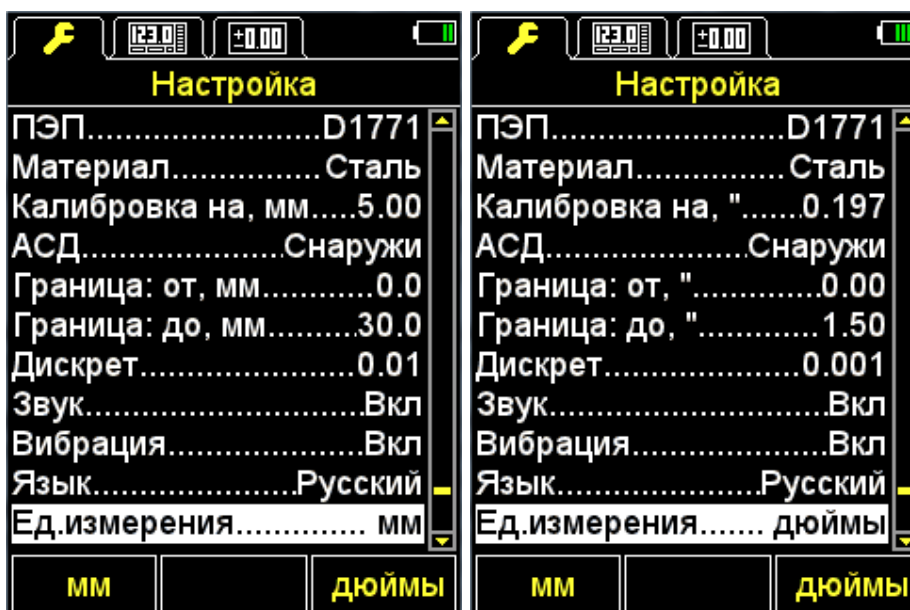 123.0
±0.00
Настройка
ПЭП........................D1771
Материал................Сталь
Калибровка на, мм.....5.00
АСД.....................Снаружи
Граница: от, мм............0.0
Граница: до, мм..........30.0
Дискрет......................0.01
Звук............................Вкл
Вибрация....................Вкл
Язык.....................Русский
Ед.измерения.............. мм
мм
дюймы
123.0
±0.00
Настройка
ПЭП........................D1771
Материал................Сталь
Калибровка на, ".......0.197
АСД.....................Снаружи
Граница: от, ".............0.00
Граница: до, ".............1.50
Дискрет....................0.001
Звук............................Вкл
Вибрация....................Вкл
Язык.....................Русский
Ед.измерения....... дюймы
мм
дюймы